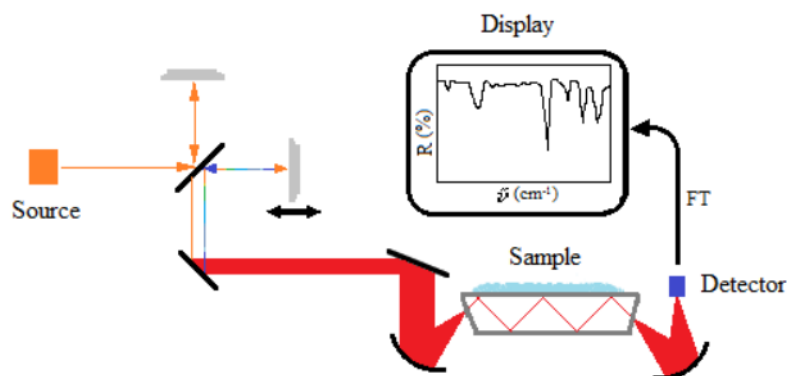 Display
R (%)
ν̃ (cm⁻¹)
Source
FT
Sample
Detector